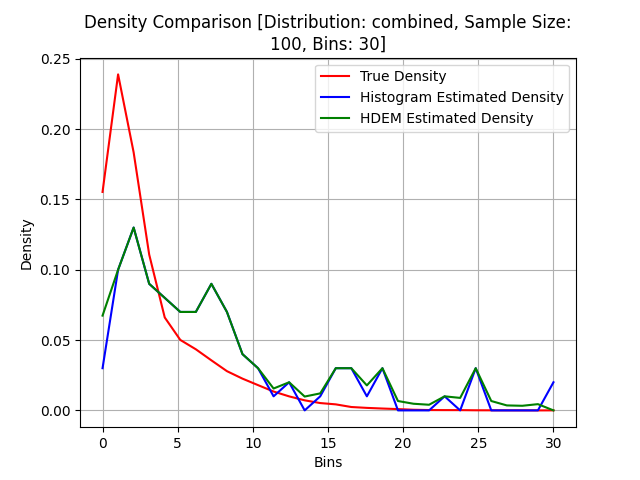 Density Comparison [Distribution: combined, Sample Size:
100, Bins: 30]
True Density
Histogram Estimated Density
HDEM Estimated Density
Density
0.25
0.20
0.15
0.10
0.05
0.00
0 5 10 15 20 25 30
Bins